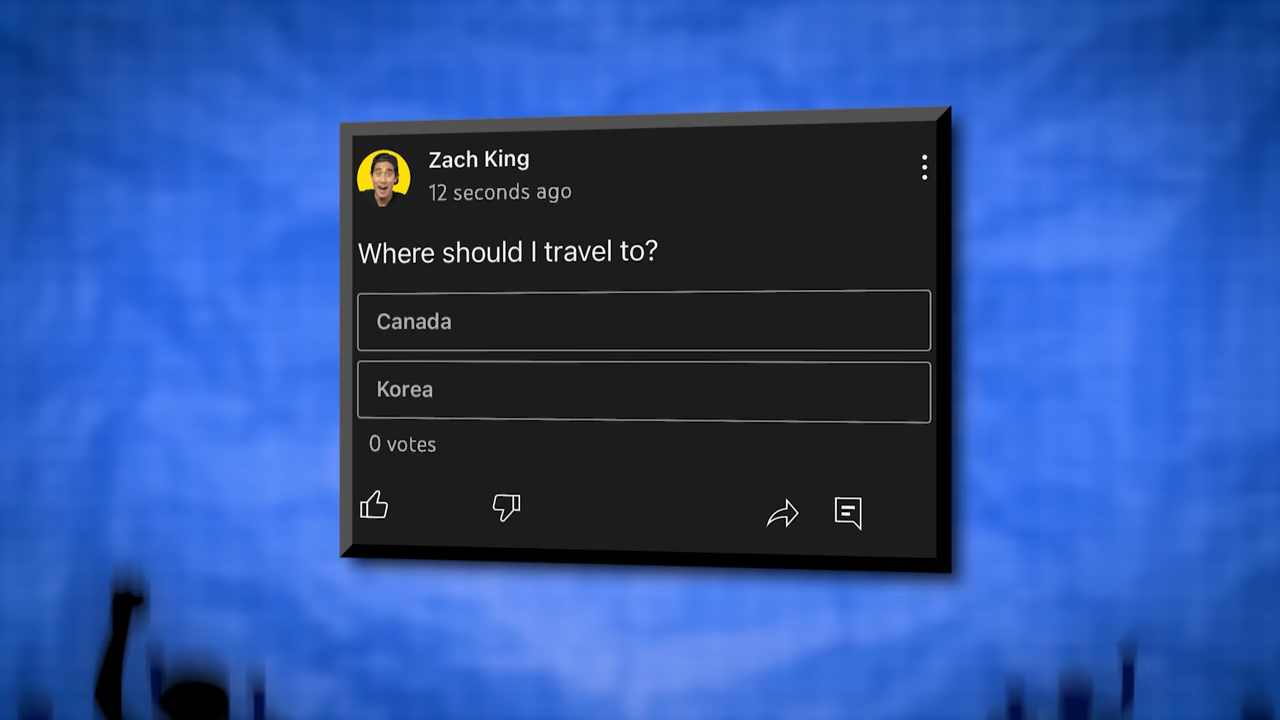 Zach King
12 seconds ago
Where should I travel to?
Canada
Korea
0 votes